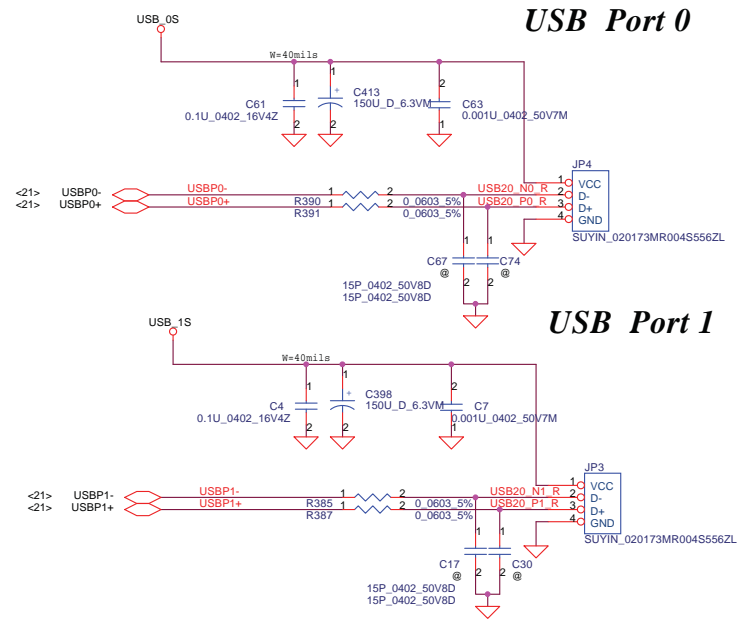 USB Port 0
USB_0S
W=40mils
1
1
2
C61
0.1U_0402_16V4Z
+
C413
150U_D_6.3VM
C63
0.001U_0402_50V7M
2
2
1
JP4
<21> USBP0- USBP0- 1 2 USB20_N0_R 1 VCC
<21> USBP0+ USBP0+ R390 1 2 0_0603_5% USB20_P0_R 2 D-
R391 0_0603_5% 3 D+
4 GND
SUYIN_020173MR004S556ZL
1
1
C67
@
C74
@
2
2
15P_0402_50V8D
15P_0402_50V8D
USB Port 1
USB_1S
W=40mils
1
1
2
C4
0.1U_0402_16V4Z
+
C398
150U_D_6.3VM
C7
0.001U_0402_50V7M
2
2
1
JP3
<21> USBP1- USBP1- 1 2 USB20_N1_R 1 VCC
<21> USBP1+ USBP1+ R385 1 2 0_0603_5% USB20_P1_R 2 D-
R387 0_0603_5% 3 D+
4 GND
SUYIN_020173MR004S556ZL
1
1
C17
@
C30
@
2
2
15P_0402_50V8D
15P_0402_50V8D